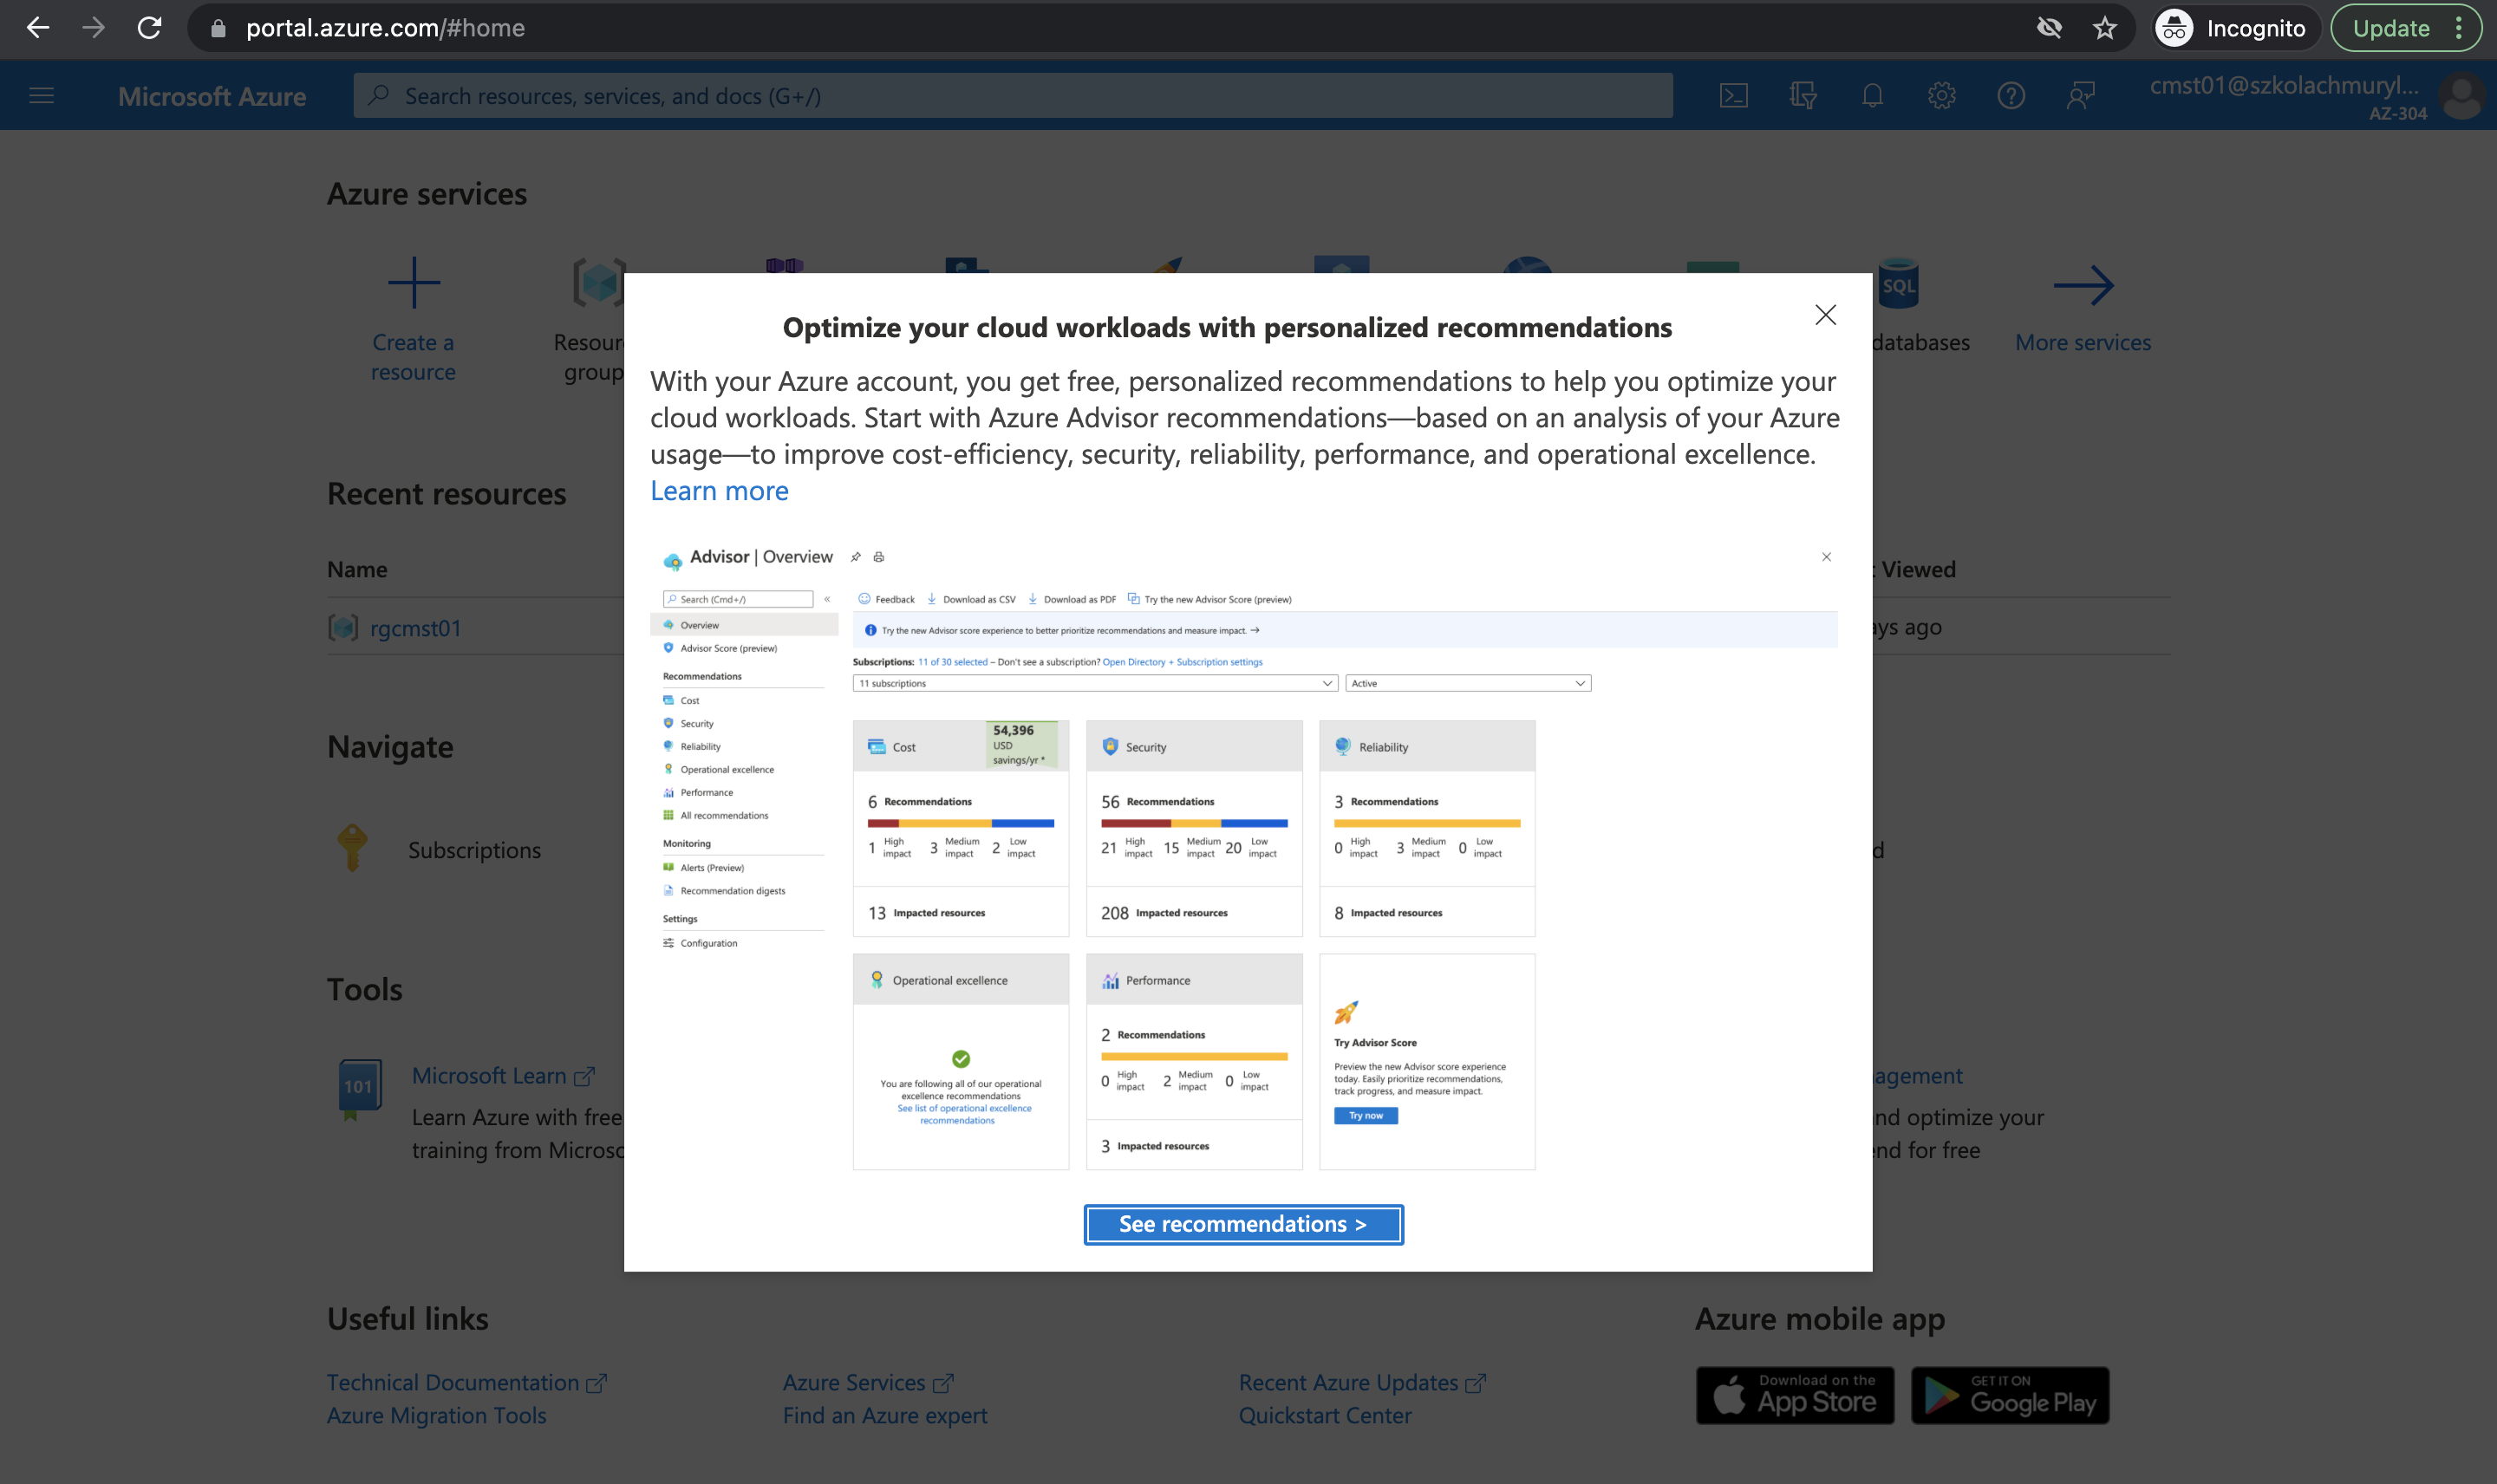 portal.azure.com/#home
Incognito
Update
Microsoft Azure
Search resources, services, and docs (G+/)
cmst01@szkolachmuryl...
AZ-304
Azure services
Create a
resource
databases
More services
Optimize your cloud workloads with personalized recommendations
With your Azure account, you get free, personalized recommendations to help you optimize your
cloud workloads. Start with Azure Advisor recommendations—based on an analysis of your Azure
usage—to improve cost-efficiency, security, reliability, performance, and operational excellence.
Learn more
Recent resources
Name
Viewed
rgcmst01
ays ago
Navigate
Subscriptions
Tools
Microsoft Learn
Learn Azure with free
training from Microso
agement
nd optimize your
end for free
Advisor | Overview
Search (Cmd+/)
«
Overview
Advisor Score (preview)
Recommendations
Cost
Security
Reliability
Operational excellence
Performance
All recommendations
Monitoring
Alerts (Preview)
Recommendation digests
Settings
Configuration
Feedback
Download as CSV
Download as PDF
Try the new Advisor Score (preview)
Try the new Advisor score experience to better prioritize recommendations and measure impact. →
Subscriptions: 11 of 30 selected – Don't see a subscription? Open Directory + Subscription settings
11 subscriptions
Active
Cost
54,396
USD
savings/yr *
6 Recommendations
1 High impact 3 Medium impact 2 Low impact
13 Impacted resources
Security
56 Recommendations
21 High impact 15 Medium impact 20 Low impact
208 Impacted resources
Reliability
3 Recommendations
0 High impact 3 Medium impact 0 Low impact
8 Impacted resources
Operational excellence
You are following all of our operational
excellence recommendations
See list of operational excellence
recommendations
Performance
2 Recommendations
0 High impact 2 Medium impact 0 Low impact
3 Impacted resources
Try Advisor Score
Preview the new Advisor score experience
today. Easily prioritize recommendations,
track progress, and measure impact.
Try now
See recommendations >
Resour
group
SQL
101
d
Useful links
Technical Documentation
Azure Migration Tools
Azure Services
Find an Azure expert
Recent Azure Updates
Quickstart Center
Azure mobile app
Download on the
App Store
GET IT ON
Google Play